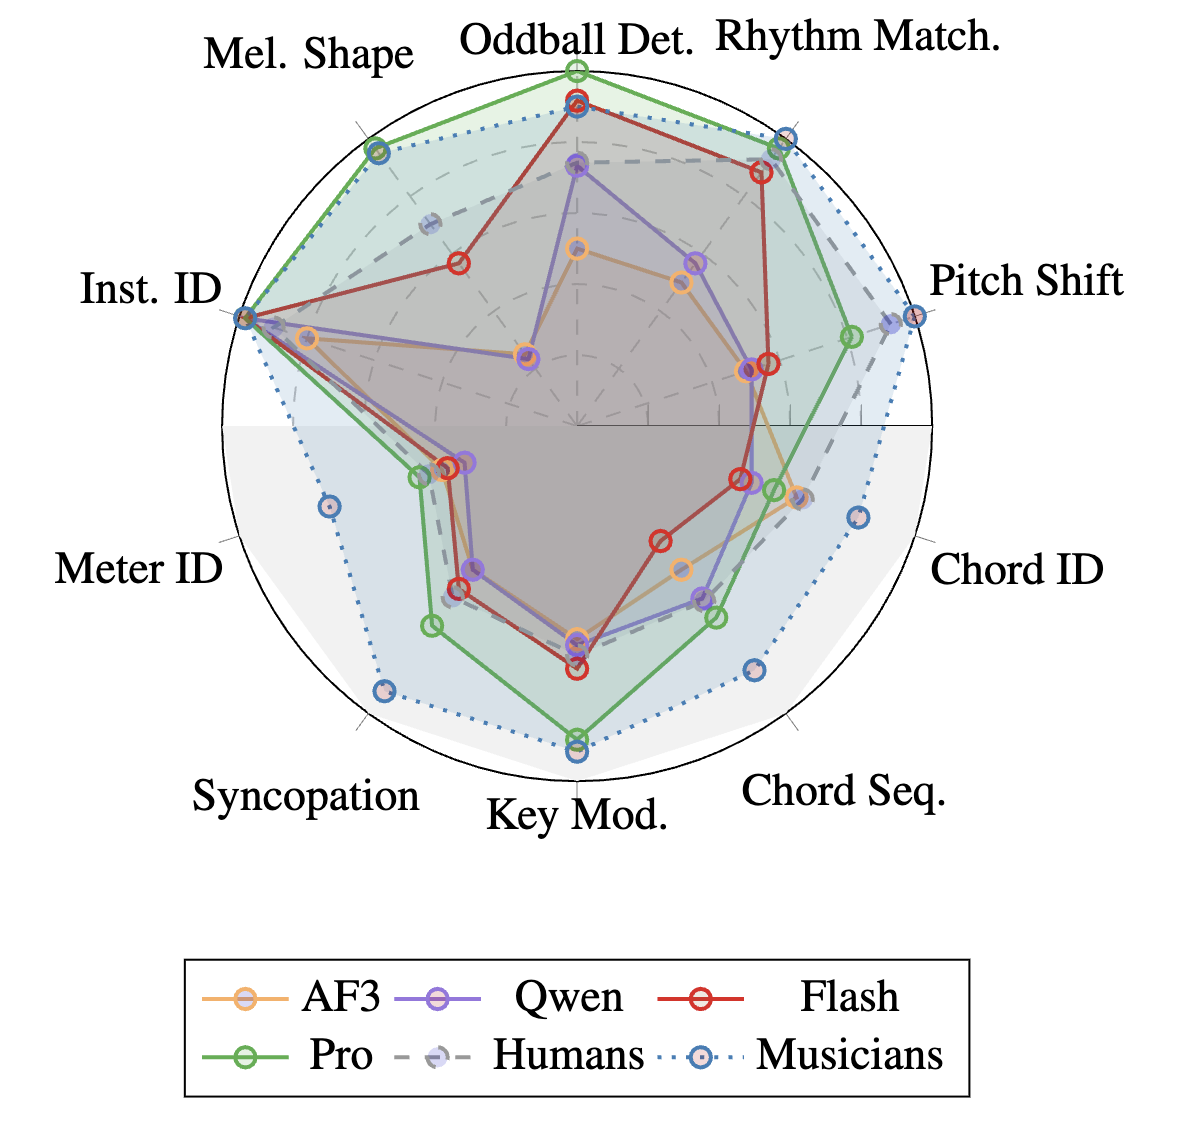 Oddball Det. Rhythm Match.
Mel. Shape
Inst. ID
Pitch Shift
Meter ID
Chord ID
Syncopation
Key Mod.
Chord Seq.
AF3 Qwen Flash
Pro Humans Musicians